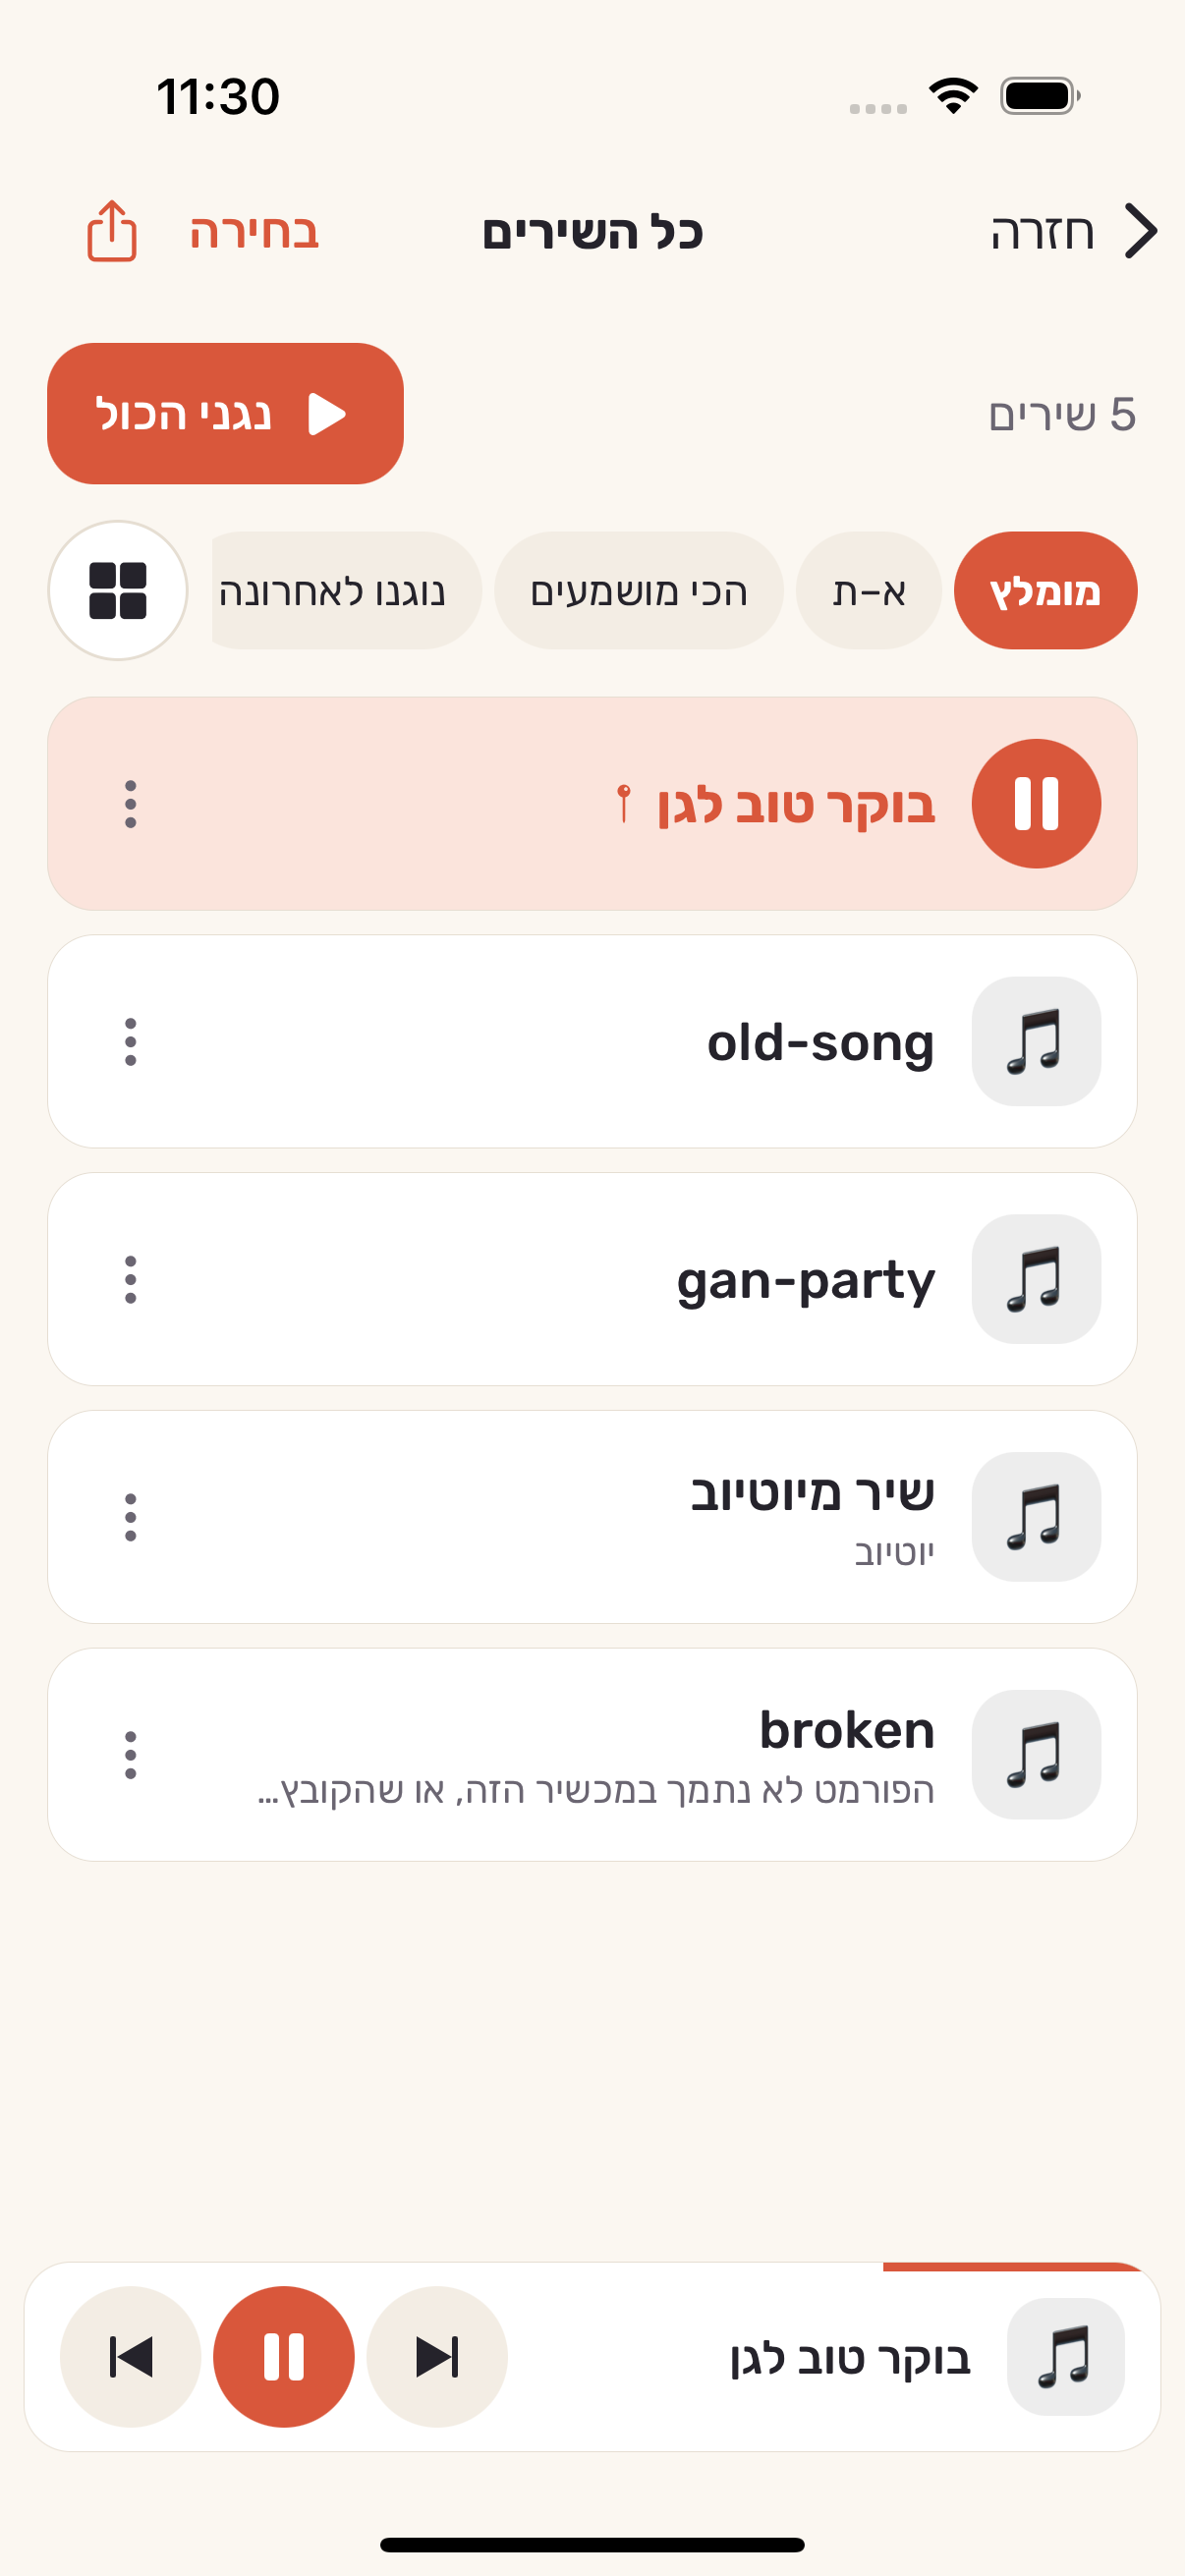 11:30
חזרה
כל השירים
בחירה
5 שירים
נגני הכול
מומלץ
א-ת
הכי מושמעים
נוגנו לאחרונה
בוקר טוב לגן
old-song
gan-party
שיר מיוטיוב
יוטיוב
broken
הפורמט לא נתמך במכשיר הזה, או שהקובץ...
בוקר טוב לגן